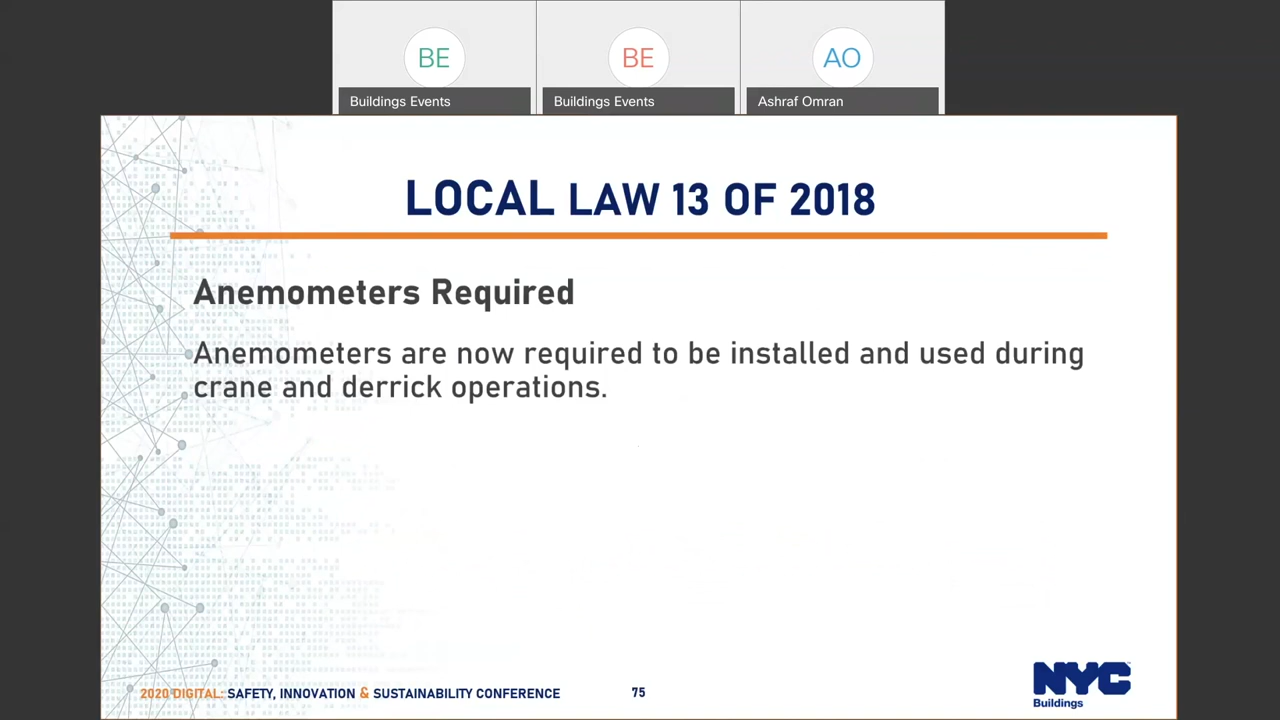 BE
BE
AO
Buildings Events
Buildings Events
Ashraf Omran
LOCAL LAW 13 OF 2018
Anemometers Required
Anemometers are now required to be installed and used during
crane and derrick operations.
2020 DIGITAL: SAFETY, INNOVATION & SUSTAINABILITY CONFERENCE
75
NYC
Buildings